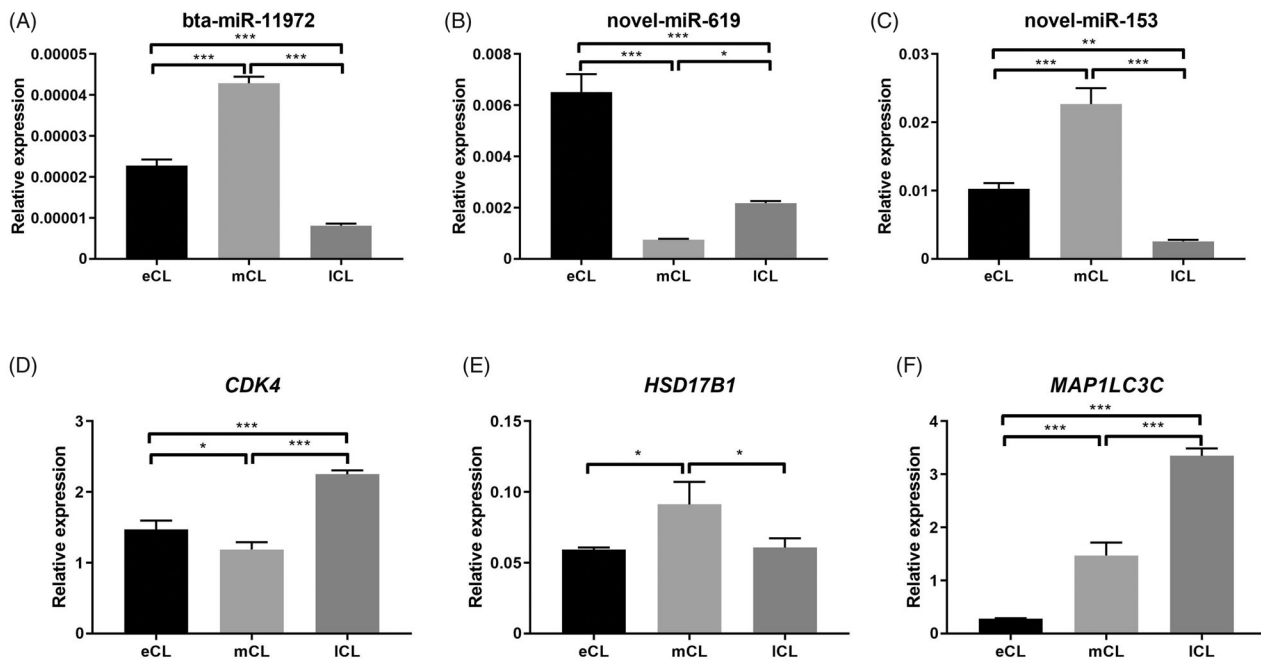 (A)
bta-miR-11972
***
***
***
0.00005
0.00004
0.00003
0.00002
0.00001
0
Relative expression
eCL
mCL
lCL
(B)
novel-miR-619
***
***
*
0.008
0.006
0.004
0.002
0
Relative expression
eCL
mCL
lCL
(C)
novel-miR-153
**
***
***
0.03
0.02
0.01
0
Relative expression
eCL
mCL
lCL
(D)
CDK4
***
*
***
3
2
1
0
Relative expression
eCL
mCL
lCL
(E)
HSD17B1
*
*
0.15
0.10
0.05
0
Relative expression
eCL
mCL
lCL
(F)
MAP1LC3C
***
***
***
4
3
2
1
0
Relative expression
eCL
mCL
lCL